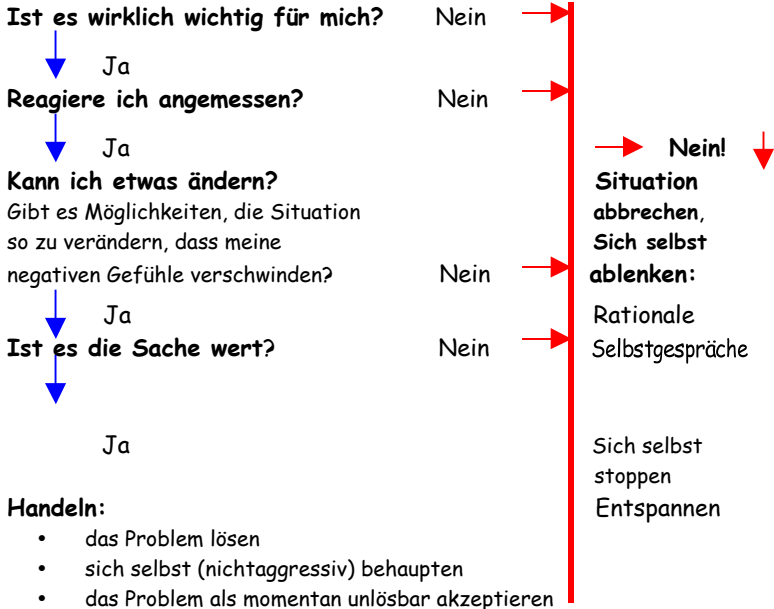 Ist es wirklich wichtig für mich? Nein
Ja
Reagiere ich angemessen? Nein
Ja
Kann ich etwas ändern?
Gibt es Möglichkeiten, die Situation
so zu verändern, dass meine
negativen Gefühle verschwinden? Nein
Ja
Ist es die Sache wert? Nein
Ja
Handeln:
• das Problem lösen
• sich selbst (nichtaggressiv) behaupten
• das Problem als momentan unlösbar akzeptieren
Nein!
Situation
abbrechen,
Sich selbst
ablenken:
Rationale
Selbstgespräche
Sich selbst
stoppen
Entspannen